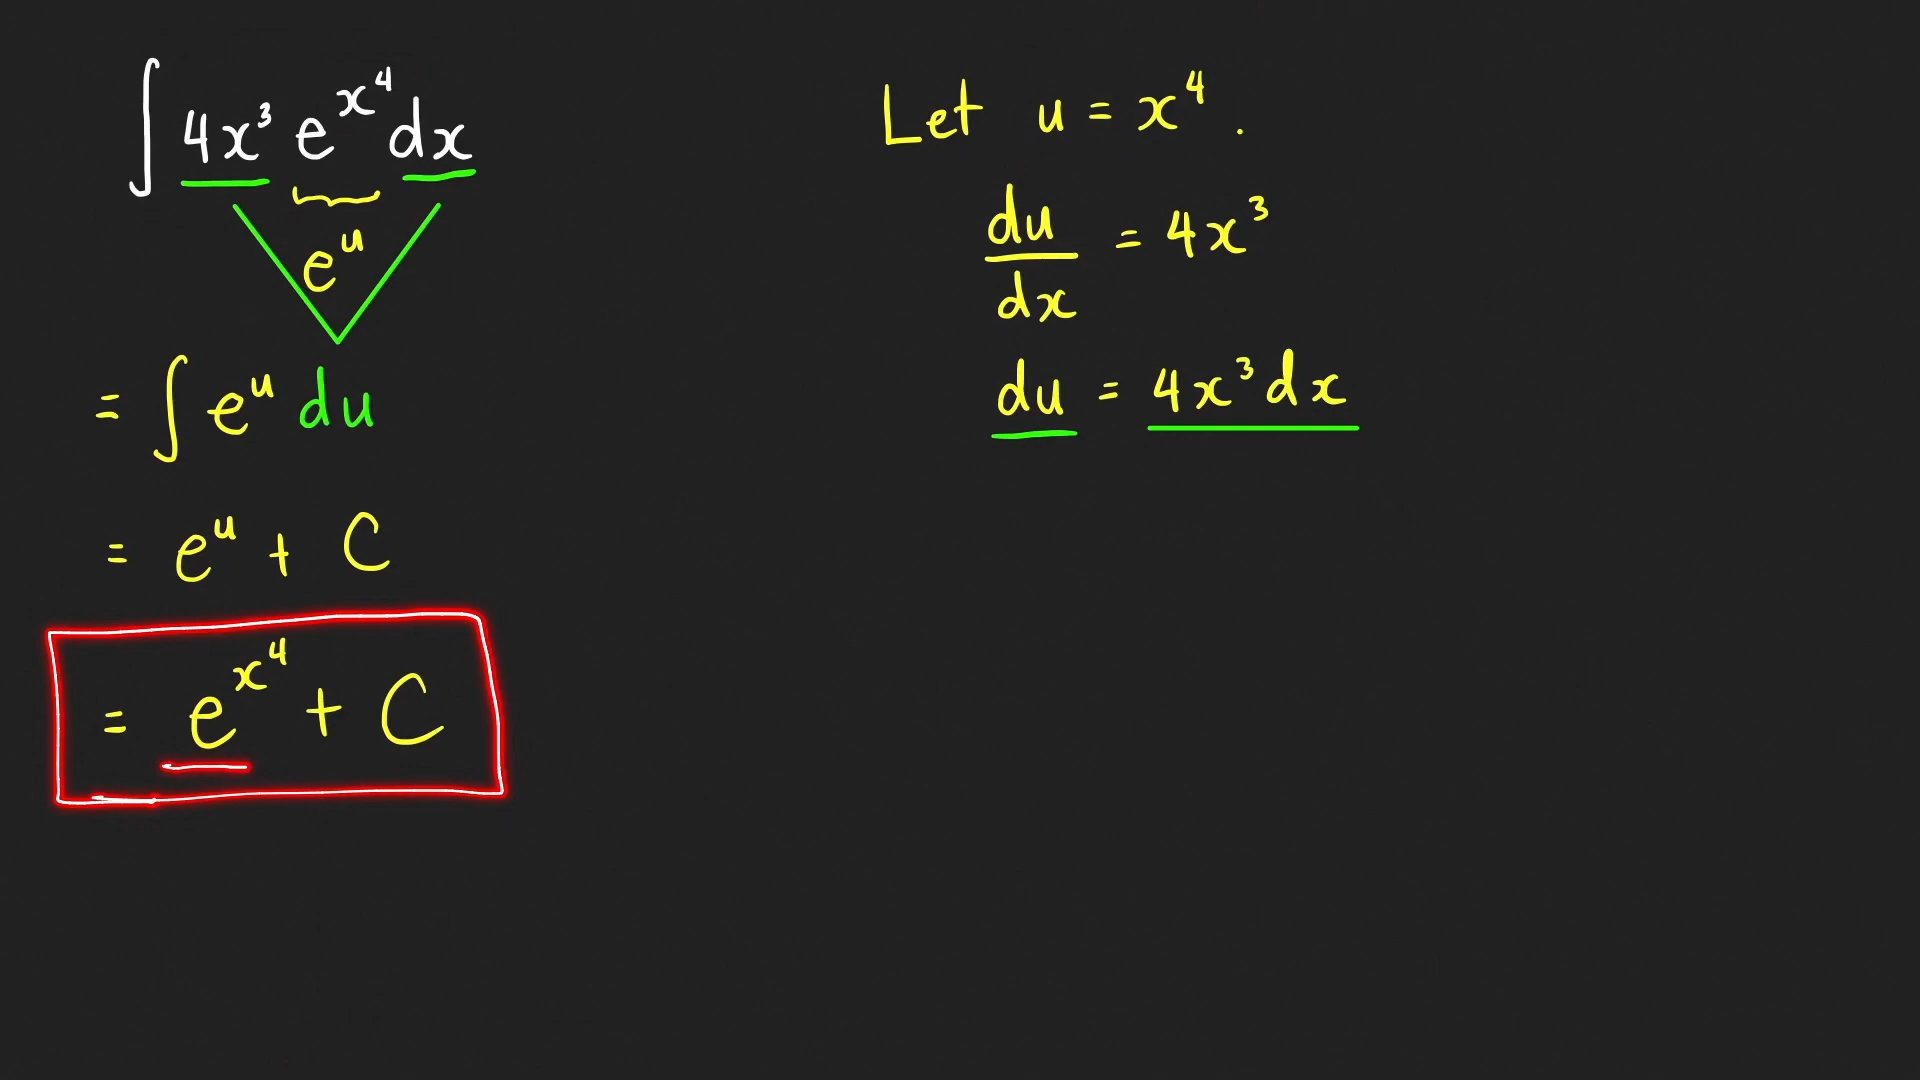 ∫ 4x³ e^{x⁴} dx
e^u
= ∫ e^u du
= e^u + C
= e^{x⁴} + C
Let u = x⁴.
du/dx = 4x³
du = 4x³ dx